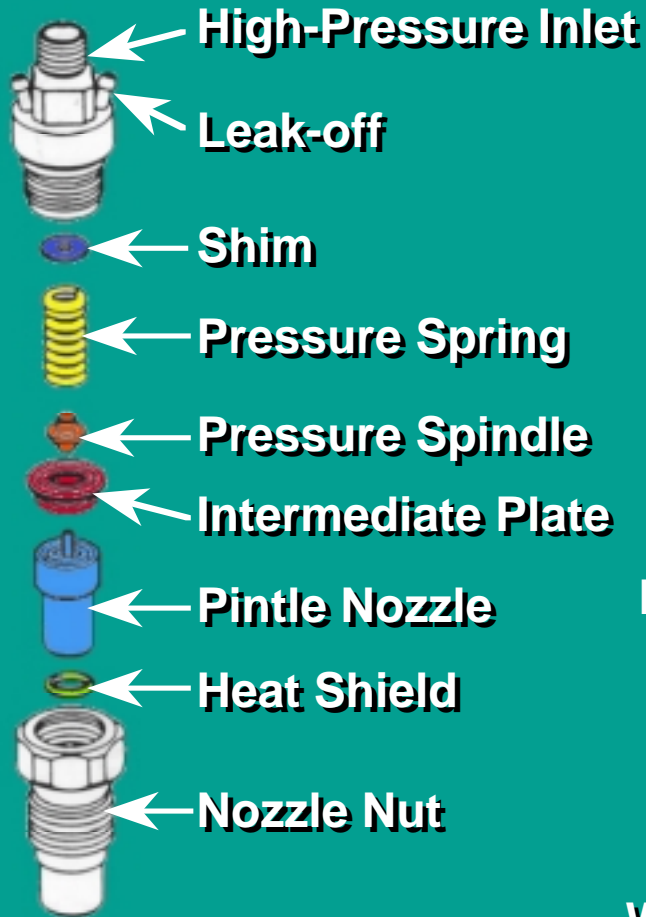 High-Pressure Inlet
Leak-off
Shim
Pressure Spring
Pressure Spindle
Intermediate Plate
Pintle Nozzle
Heat Shield
Nozzle Nut